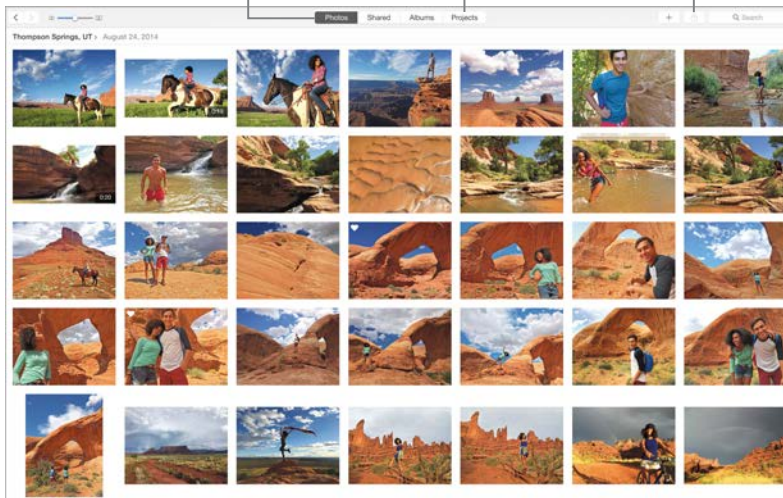 Photos Shared Albums Projects + Search
Thompson Springs, UT > August 24, 2014
0:20